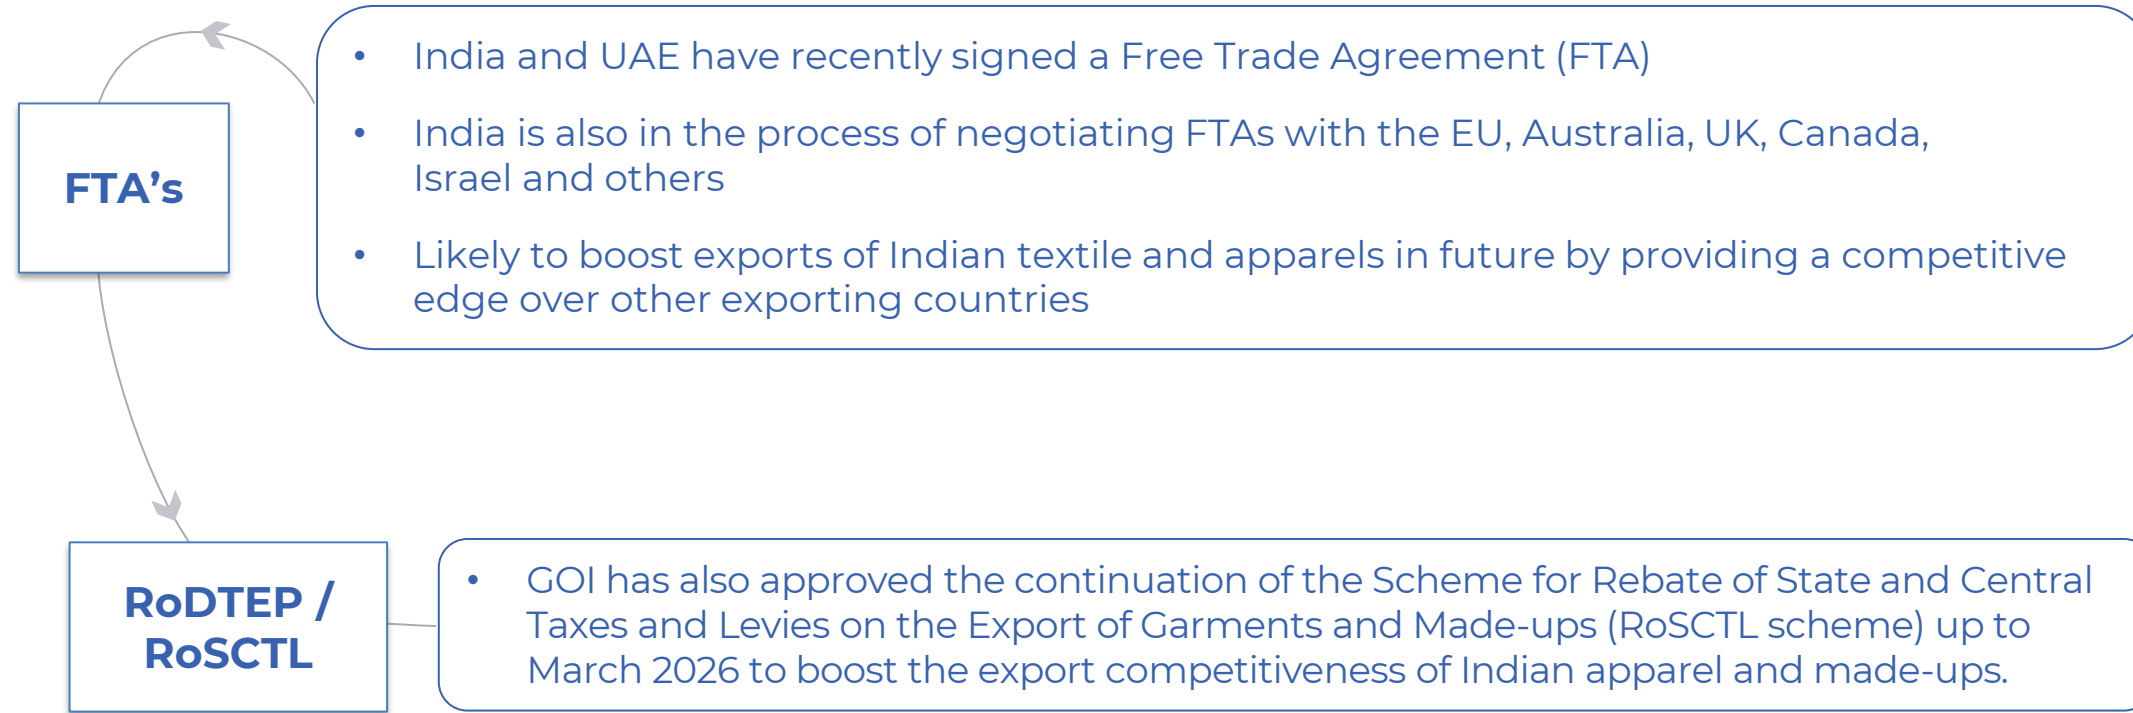 FTA’s
• India and UAE have recently signed a Free Trade Agreement (FTA)
• India is also in the process of negotiating FTAs with the EU, Australia, UK, Canada,
Israel and others
• Likely to boost exports of Indian textile and apparels in future by providing a competitive
edge over other exporting countries
RoDTEP /
RoSCTL
• GOI has also approved the continuation of the Scheme for Rebate of State and Central
Taxes and Levies on the Export of Garments and Made-ups (RoSCTL scheme) up to
March 2026 to boost the export competitiveness of Indian apparel and made-ups.